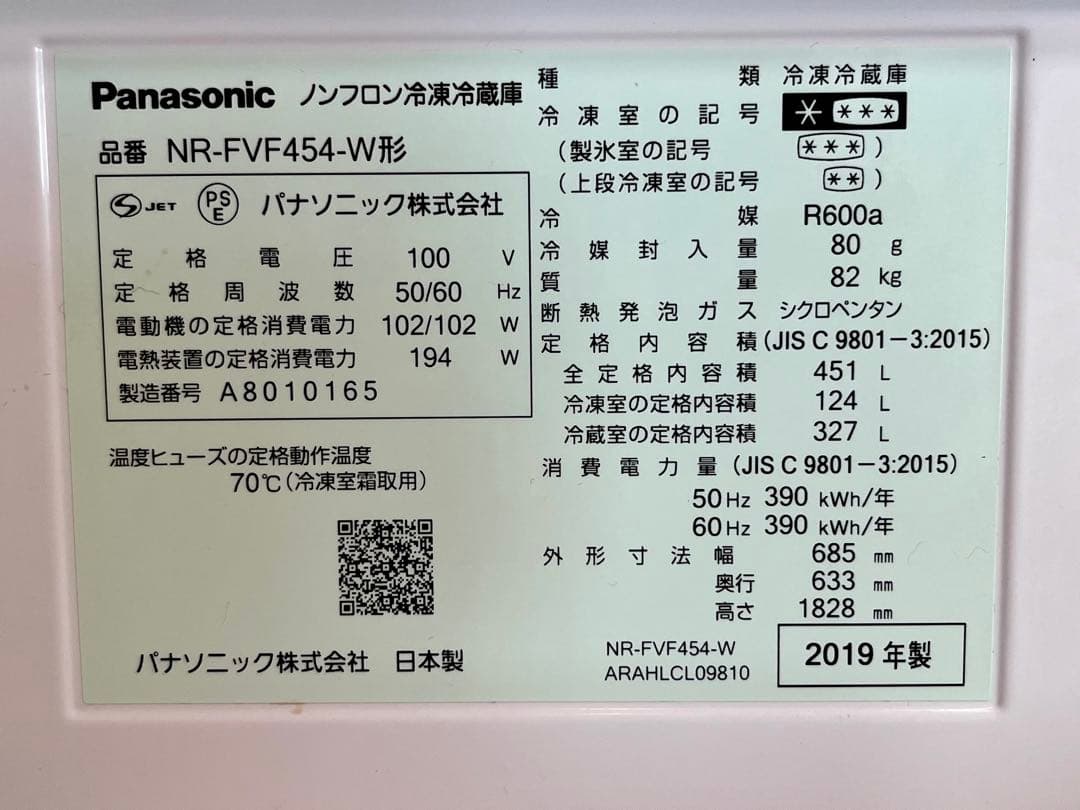 Panasonic ノンフロン冷凍冷蔵庫
品番 NR-FVF454-W形
S JET PSE パナソニック株式会社
定格電圧 100 V
定格周波数 50/60 Hz
電動機の定格消費電力 102/102 W
電熱装置の定格消費電力 194 W
製造番号 A8010165
温度ヒューズの定格動作温度
70℃(冷凍室霜取用)
パナソニック株式会社 日本製
種類 冷凍冷蔵庫
冷凍室の記号 * ***
(製氷室の記号 ***)
(上段冷凍室の記号 **)
冷媒 R600a
冷媒封入量 80 g
質量 82 kg
断熱発泡ガス シクロペンタン
定格内容積(JIS C 9801-3:2015)
全定格内容積 451 L
冷凍室の定格内容積 124 L
冷蔵室の定格内容積 327 L
消費電力量(JIS C 9801-3:2015)
50Hz 390 kWh/年
60Hz 390 kWh/年
外形寸法幅 685 mm
奥行 633 mm
高さ 1828 mm
NR-FVF454-W
ARAHLCL09810
2019年製